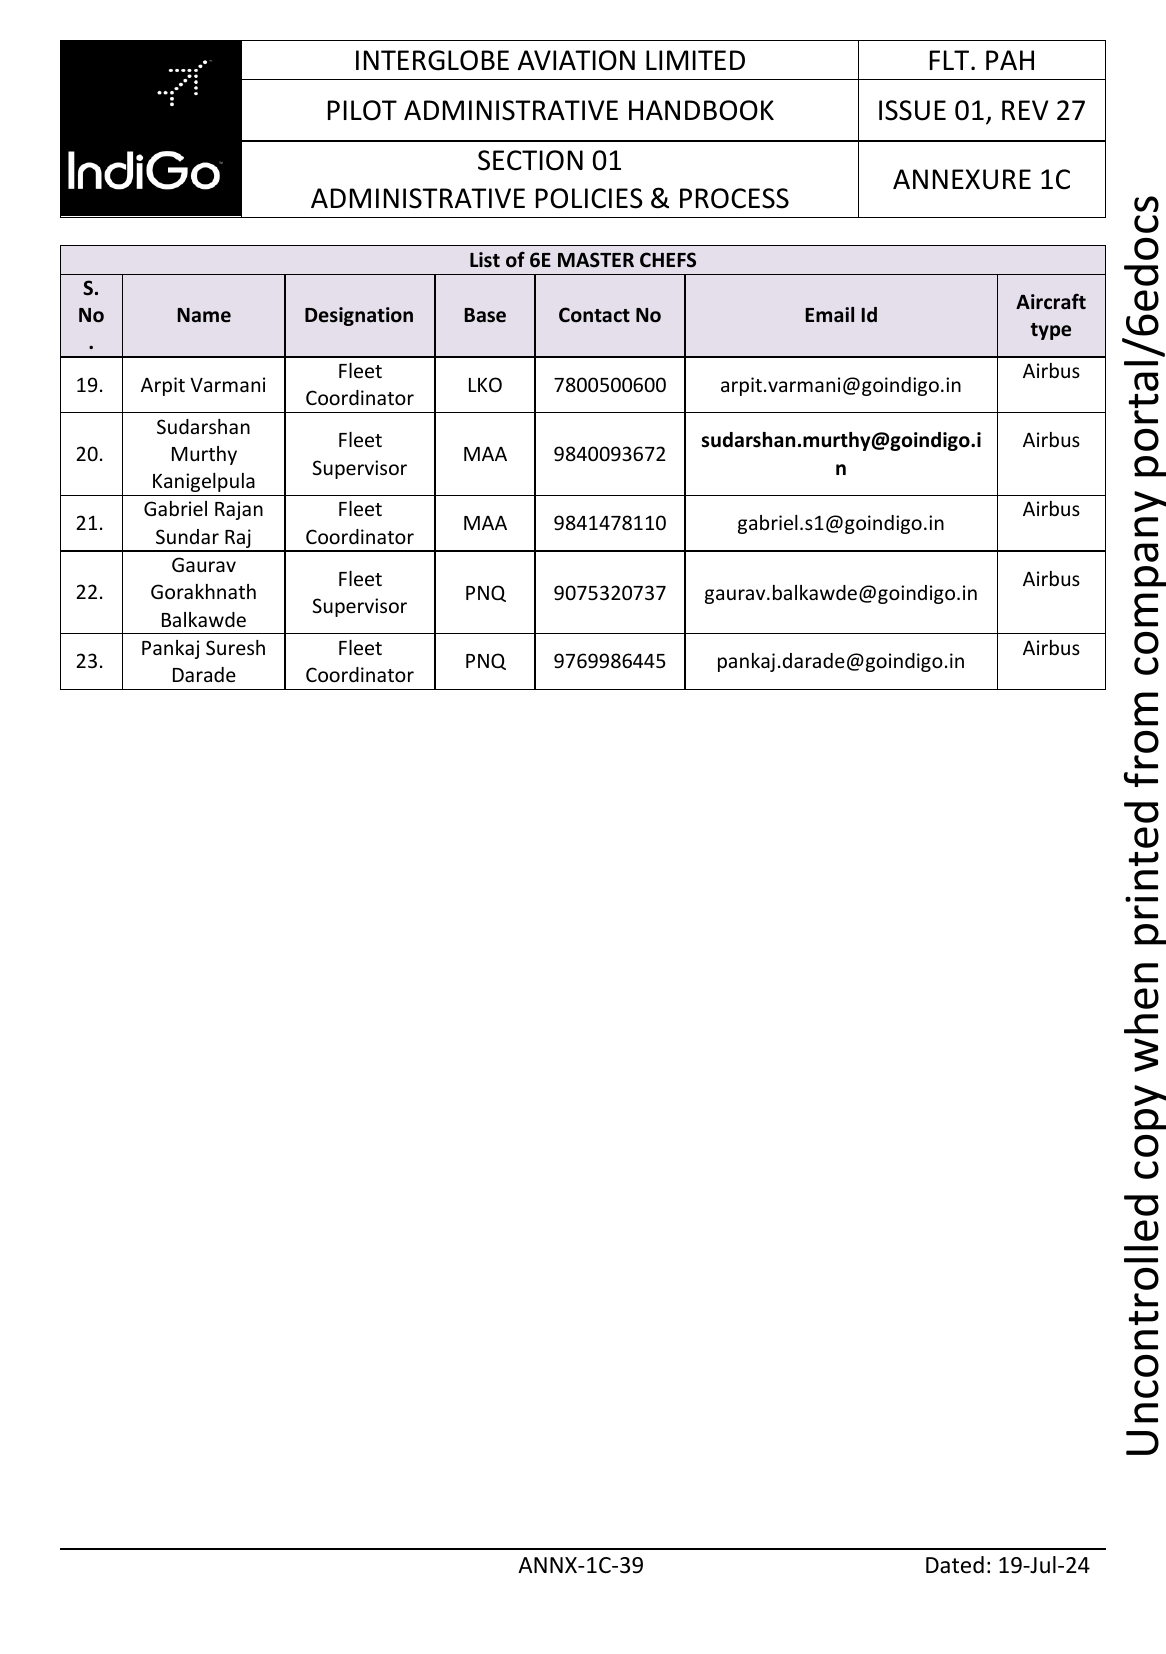 IndiGo
INTERGLOBE AVIATION LIMITED
FLT. PAH
PILOT ADMINISTRATIVE HANDBOOK
ISSUE 01, REV 27
SECTION 01
ADMINISTRATIVE POLICIES & PROCESS
ANNEXURE 1C
List of 6E MASTER CHEFS
S.
No
.
Name
Designation
Base
Contact No
Email Id
Aircraft
type
19.
Arpit Varmani
Fleet
Coordinator
LKO
7800500600
arpit.varmani@goindigo.in
Airbus
20.
Sudarshan
Murthy
Kanigelpula
Fleet
Supervisor
MAA
9840093672
sudarshan.murthy@goindigo.i
n
Airbus
21.
Gabriel Rajan
Sundar Raj
Fleet
Coordinator
MAA
9841478110
gabriel.s1@goindigo.in
Airbus
22.
Gaurav
Gorakhnath
Balkawde
Fleet
Supervisor
PNQ
9075320737
gaurav.balkawde@goindigo.in
Airbus
23.
Pankaj Suresh
Darade
Fleet
Coordinator
PNQ
9769986445
pankaj.darade@goindigo.in
Airbus
Uncontrolled copy when printed from company portal/6edocs
ANNX-1C-39
Dated: 19-Jul-24